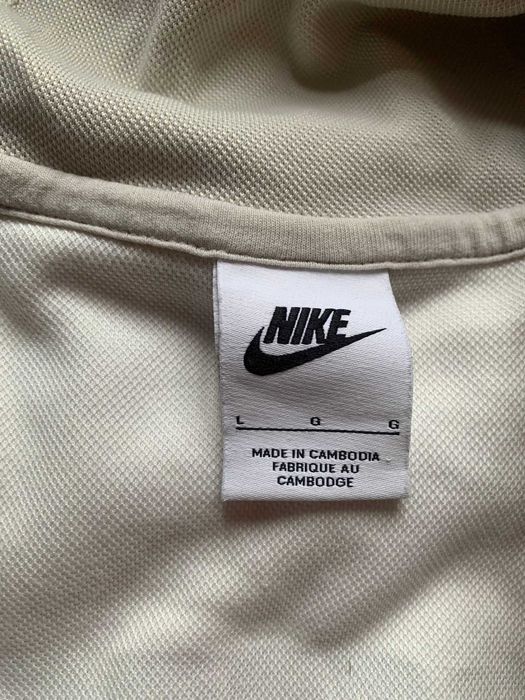 NIKE
L G G
MADE IN CAMBODIA
FABRIQUE AU
CAMBODGE